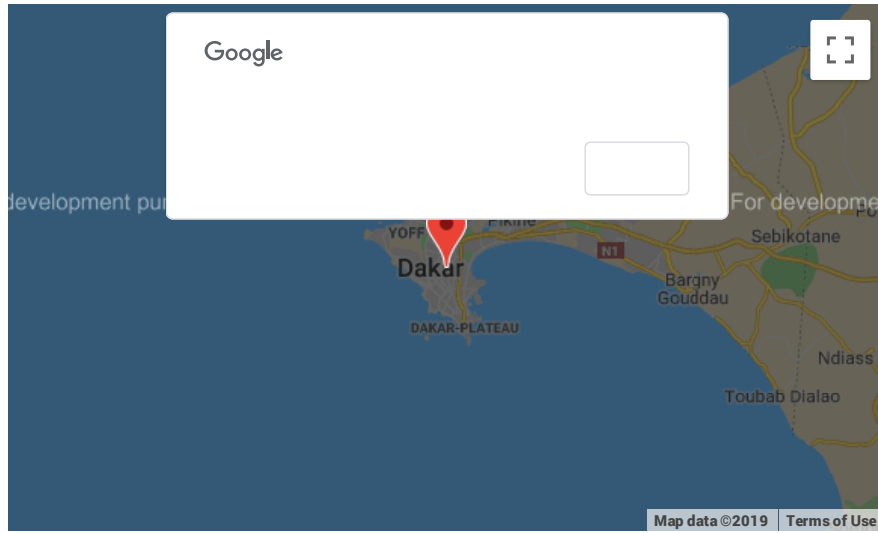 Google
development pur
For developme
YOFF
Pikine
Sebikotane
N1
Dakar
Bargny
Gouddau
DAKAR-PLATEAU
Ndiass
Toubab Dialao
Map data ©2019
Terms of Use